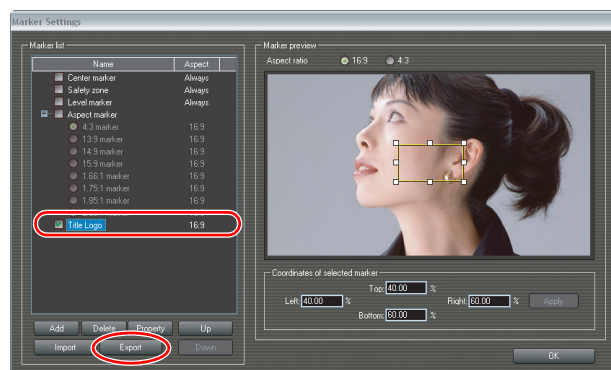 Marker Settings
Marker list
Name Aspect
Center marker Always
Safety zone Always
Level marker Always
Aspect marker
4:3 marker 16:9
13:9 marker 16:9
14:9 marker 16:9
15:9 marker 16:9
1.66:1 marker 16:9
1.75:1 marker 16:9
1.85:1 marker 16:9
Title Logo 16:9
Add Delete Property Up
Import Export Down
Marker preview
Aspect ratio 16:9 4:3
Coordinates of selected marker
Top: 40.00 %
Left: 40.00 % Right: 60.00 % Apply
Bottom: 60.00 %
OK